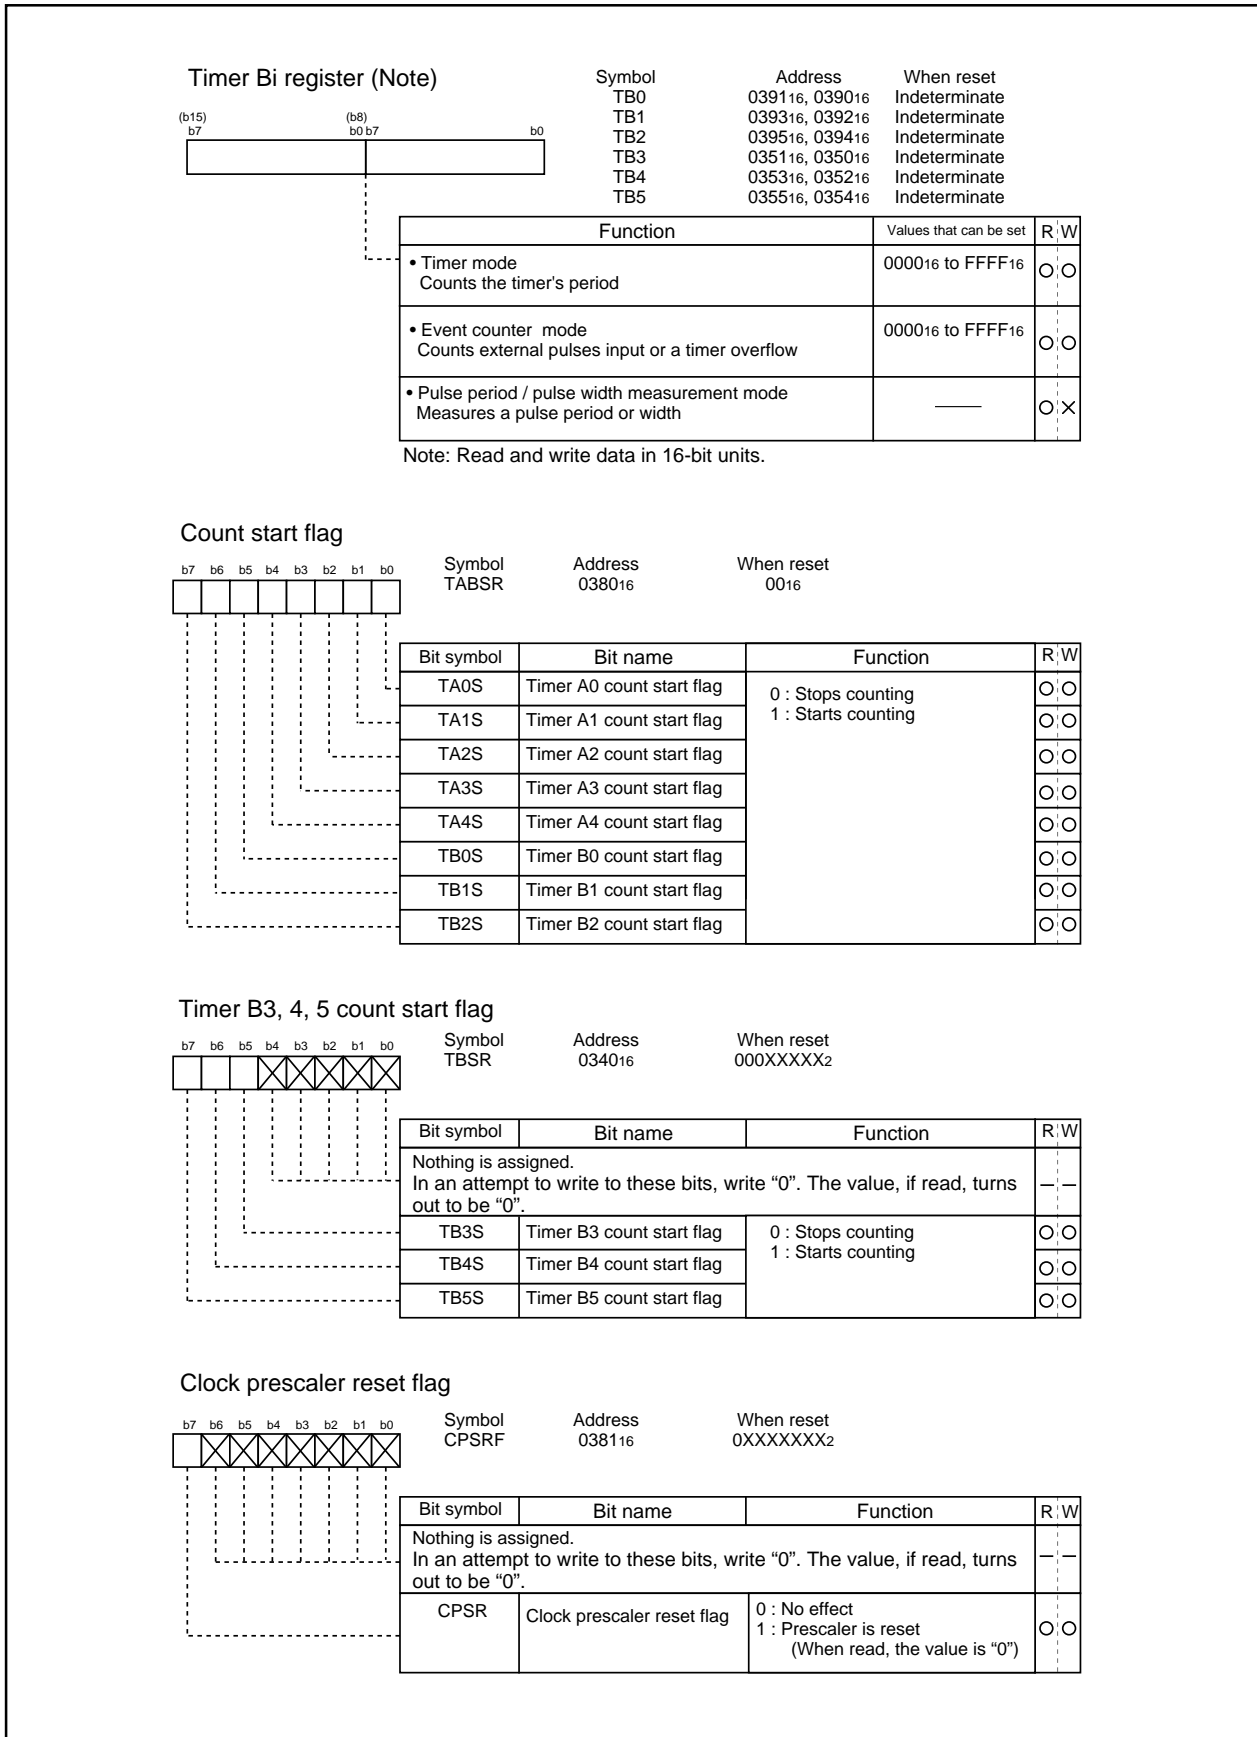 Timer Bi register (Note)
Symbol Address When reset
TB0 039116, 039016 Indeterminate
TB1 039316, 039216 Indeterminate
TB2 039516, 039416 Indeterminate
TB3 035116, 035016 Indeterminate
TB4 035316, 035216 Indeterminate
TB5 035516, 035416 Indeterminate
(b15) (b8)
b7 b0 b7 b0
Function Values that can be set R W
• Timer mode 000016 to FFFF16
Counts the timer's period
• Event counter mode 000016 to FFFF16
Counts external pulses input or a timer overflow
• Pulse period / pulse width measurement mode
Measures a pulse period or width
Note: Read and write data in 16-bit units.
Count start flag
Symbol Address When reset
TABSR 038016 0016
b7 b6 b5 b4 b3 b2 b1 b0
Bit symbol Bit name Function R W
TA0S Timer A0 count start flag 0 : Stops counting
TA1S Timer A1 count start flag 1 : Starts counting
TA2S Timer A2 count start flag
TA3S Timer A3 count start flag
TA4S Timer A4 count start flag
TB0S Timer B0 count start flag
TB1S Timer B1 count start flag
TB2S Timer B2 count start flag
Timer B3, 4, 5 count start flag
Symbol Address When reset
TBSR 034016 000XXXXX2
b7 b6 b5 b4 b3 b2 b1 b0
Bit symbol Bit name Function R W
Nothing is assigned.
In an attempt to write to these bits, write “0”. The value, if read, turns
out to be “0”.
TB3S Timer B3 count start flag 0 : Stops counting
TB4S Timer B4 count start flag 1 : Starts counting
TB5S Timer B5 count start flag
Clock prescaler reset flag
Symbol Address When reset
CPSRF 038116 0XXXXXXX2
b7 b6 b5 b4 b3 b2 b1 b0
Bit symbol Bit name Function R W
Nothing is assigned.
In an attempt to write to these bits, write “0”. The value, if read, turns
out to be “0”.
CPSR Clock prescaler reset flag 0 : No effect
1 : Prescaler is reset
(When read, the value is “0”)